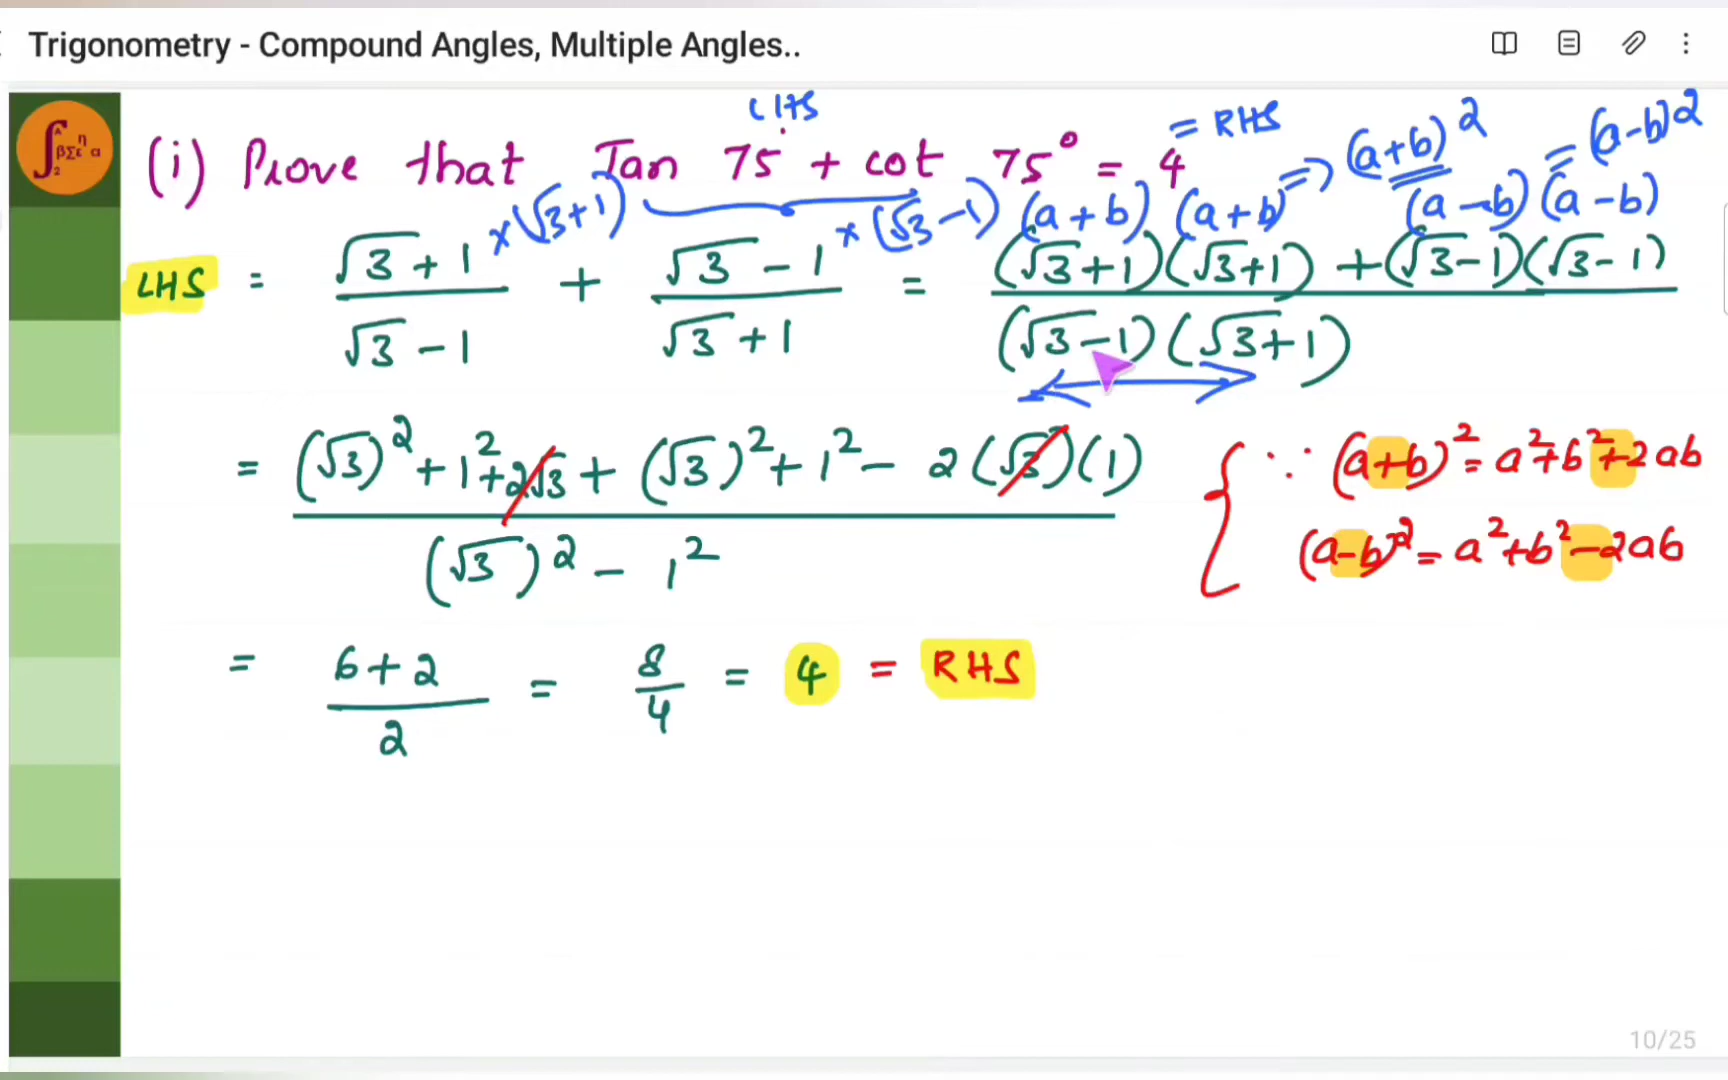 Trigonometry - Compound Angles, Multiple Angles..
LHS
(i) Prove that Tan 75° + cot 75° = 4 = RHS
×(√3+1) ×(√3-1) (a+b) (a+b) => (a+b)² (a-b)(a-b) = (a-b)²
LHS = (√3+1)/(√3-1) + (√3-1)/(√3+1) = ((√3+1)(√3+1) + (√3-1)(√3-1))/((√3-1)(√3+1))
= ((√3)² + 1² + 2√3 + (√3)² + 1² - 2(√3)(1))/((√3)² - 1²)
{ ∵ (a+b)² = a²+b²+2ab
(a-b)² = a²+b²-2ab
= (6+2)/2 = 8/4 = 4 = RHS
10/25